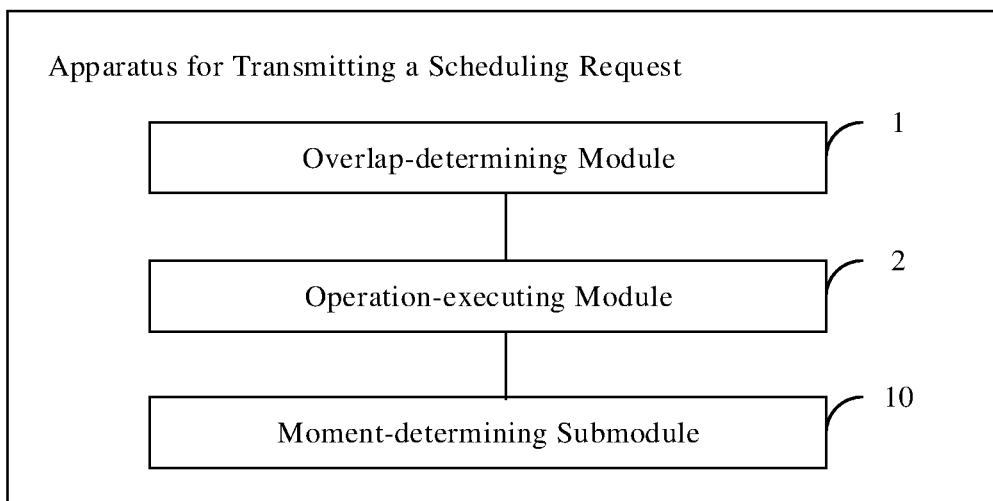 Apparatus for Transmitting a Scheduling Request
1
Overlap-determining Module
2
Operation-executing Module
10
Moment-determining Submodule